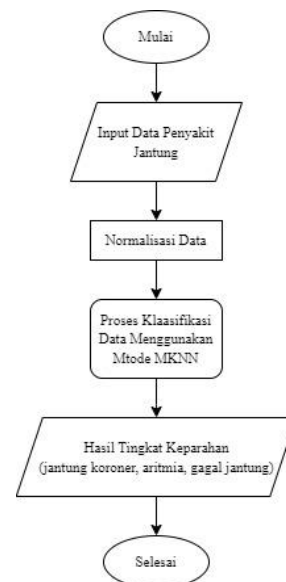 Mulai
Input Data Penyakit
Jantung
Normalisasi Data
Proses Klaasifikasi
Data Menggunakan
Mtode MKNN
Hasil Tingkat Keparahan
(jantung koroner, aritmia, gagal jantung)
Selesai